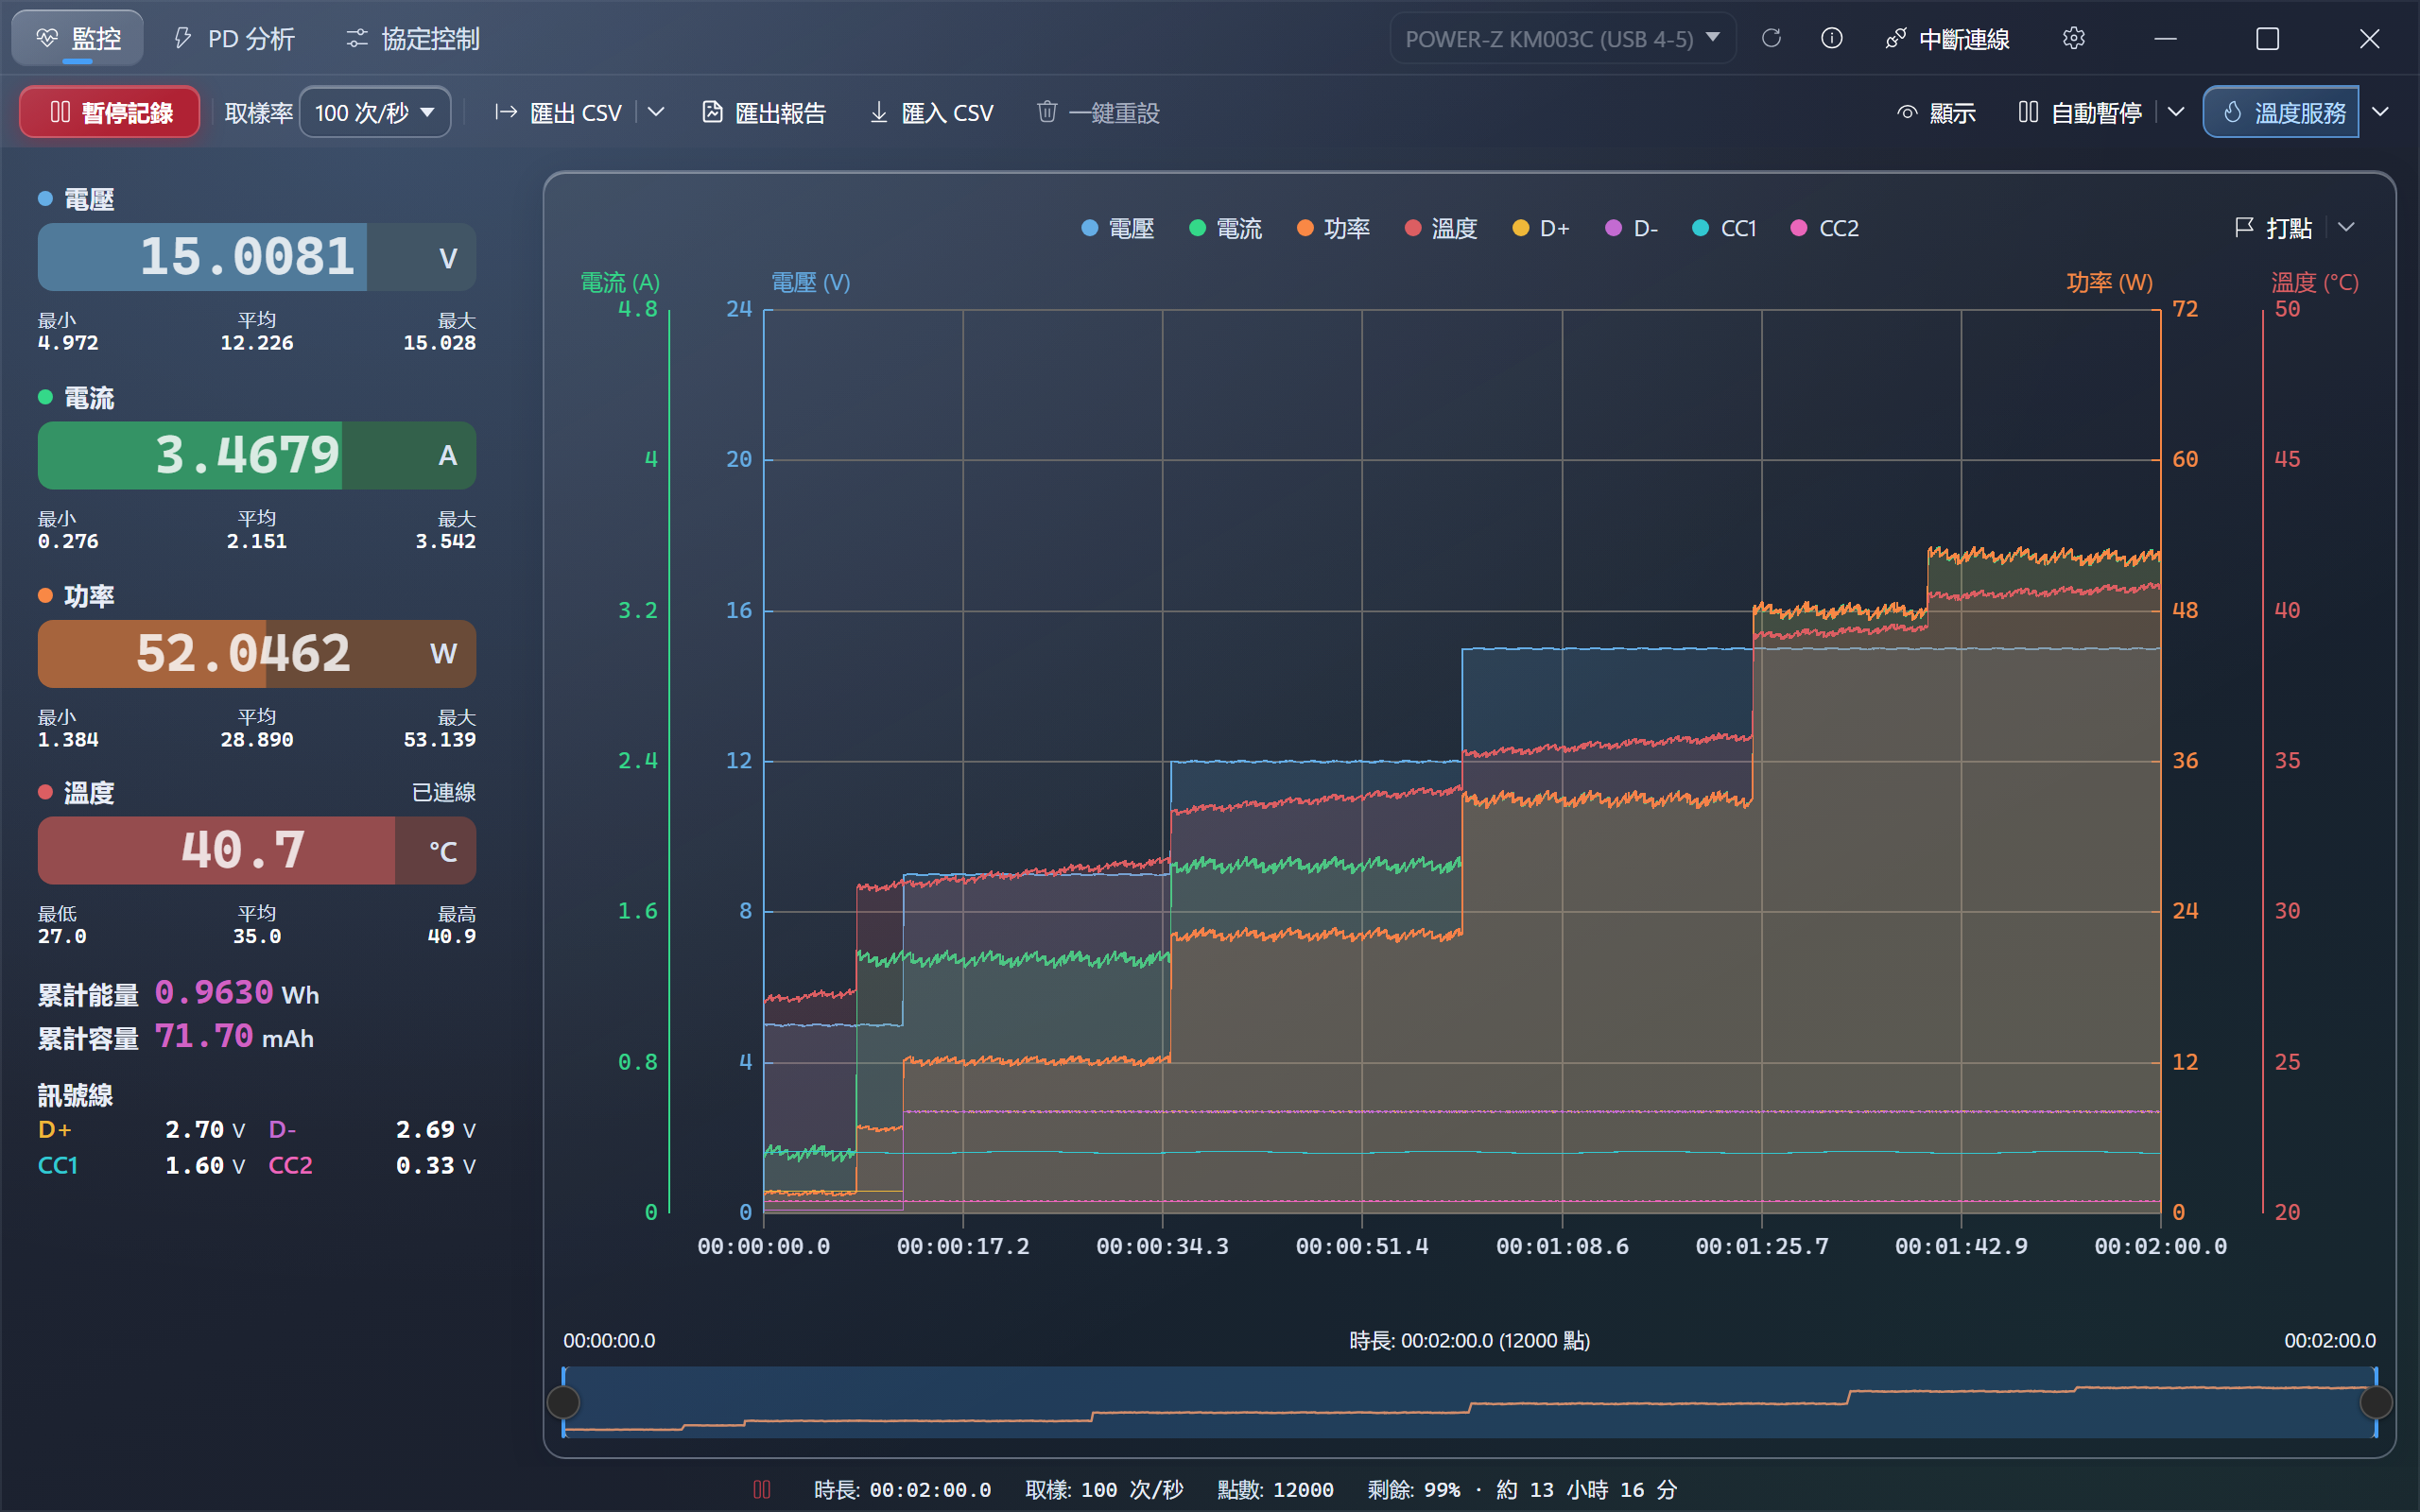 監控 PD 分析 協定控制 POWER-Z KM003C (USB 4-5) 中斷連線
暫停記錄 取樣率 100 次/秒 匯出 CSV 匯出報告 匯入 CSV 一鍵重設 顯示 自動暫停 溫度服務
電壓
15.0081 V
最小 平均 最大
4.972 12.226 15.028
電流
3.4679 A
最小 平均 最大
0.276 2.151 3.542
功率
52.0462 W
最小 平均 最大
1.384 28.890 53.139
溫度 已連線
40.7 °C
最低 平均 最高
27.0 35.0 40.9
累計能量 0.9630 Wh
累計容量 71.70 mAh
訊號線
D+ 2.70 V D- 2.69 V
CC1 1.60 V CC2 0.33 V
電壓 電流 功率 溫度 D+ D- CC1 CC2 打點
電流 (A) 電壓 (V) 功率 (W) 溫度 (°C)
4.8 24 72 50
4 20 60 45
3.2 16 48 40
2.4 12 36 35
1.6 8 24 30
0.8 4 12 25
0 0 0 20
00:00:00.0 00:00:17.2 00:00:34.3 00:00:51.4 00:01:08.6 00:01:25.7 00:01:42.9 00:02:00.0
00:00:00.0 時長: 00:02:00.0 (12000 點) 00:02:00.0
時長: 00:02:00.0 取樣: 100 次/秒 點數: 12000 剩餘: 99% · 約 13 小時 16 分